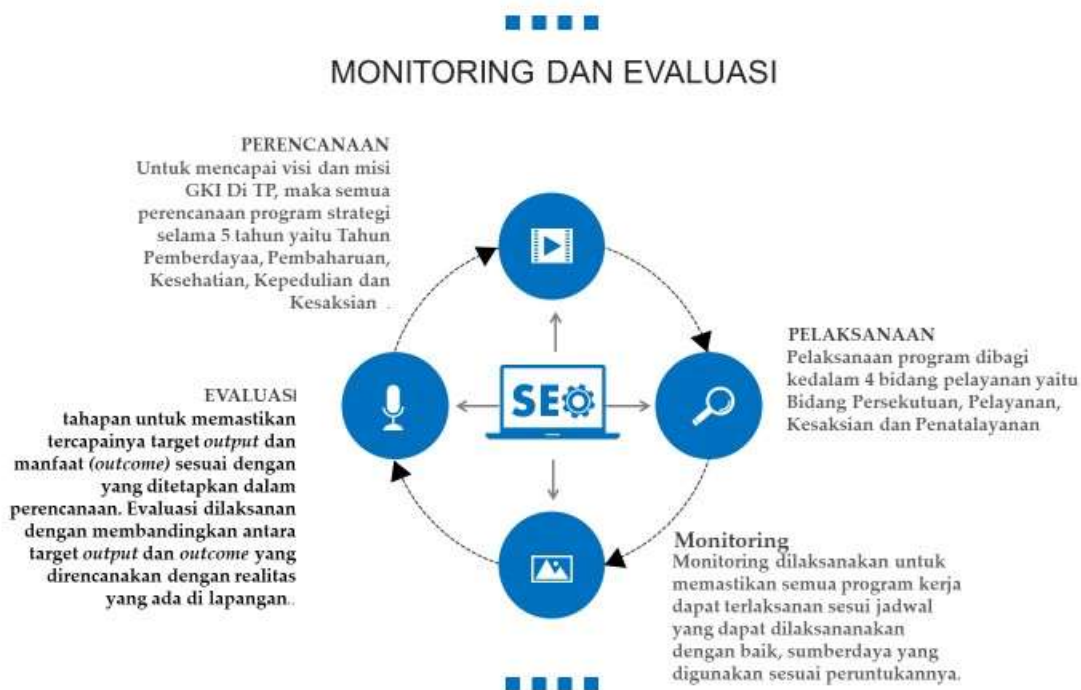 MONITORING DAN EVALUASI
PERENCANAAN
Untuk mencapai visi dan misi
GKI Di TP, maka semua
perencanaan program strategi
selama 5 tahun yaitu Tahun
Pemberdayaa, Pembaharuan,
Kesehatian, Kepedulian dan
Kesaksian .
PELAKSANAAN
Pelaksanaan program dibagi
kedalam 4 bidang pelayanan yaitu
Bidang Persekutuan, Pelayanan,
Kesaksian dan Penatalayanan
SEO
EVALUASI
tahapan untuk memastikan
tercapainya target output dan
manfaat (outcome) sesuai dengan
yang ditetapkan dalam
perencanaan. Evaluasi dilaksanan
dengan membandingkan antara
target output dan outcome yang
direncanakan dengan realitas
yang ada di lapangan..
Monitoring
Monitoring dilaksanakan untuk
memastikan semua program kerja
dapat terlaksanan sesui jadwal
yang dapat dilaksananakan
dengan baik, sumberdaya yang
digunakan sesuai peruntukannya.